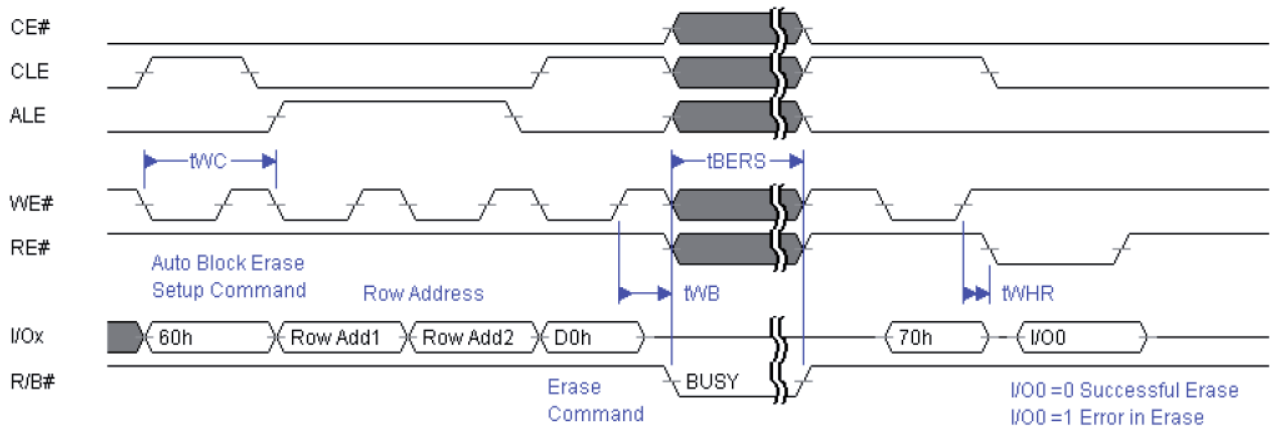 CE#
CLE
ALE
tWC
tBERS
WE#
RE#
Auto Block Erase
Setup Command
Row Address
tWB
tWHR
I/Ox
60h
Row Add1
Row Add2
D0h
70h
I/O0
R/B#
BUSY
Erase
Command
I/O0 =0 Successful Erase
I/O0 =1 Error in Erase